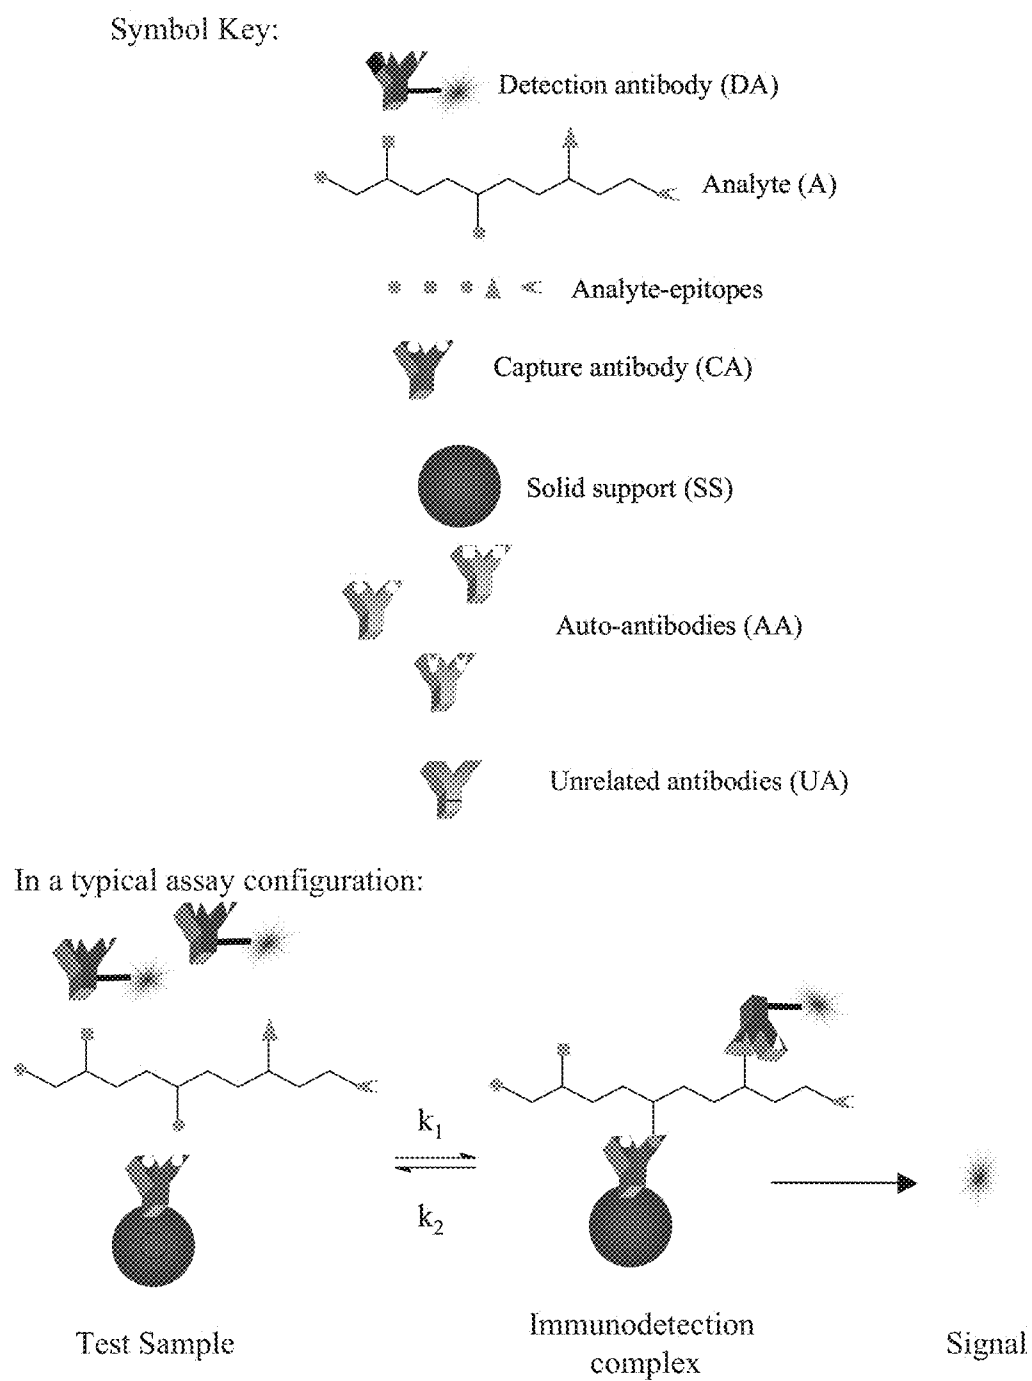 Symbol Key:
Detection antibody (DA)
Analyte (A)
Analyte-epitopes
Capture antibody (CA)
Solid support (SS)
Auto-antibodies (AA)
Unrelated antibodies (UA)
In a typical assay configuration:
k1
k2
Test Sample
Immunodetection
complex
Signal